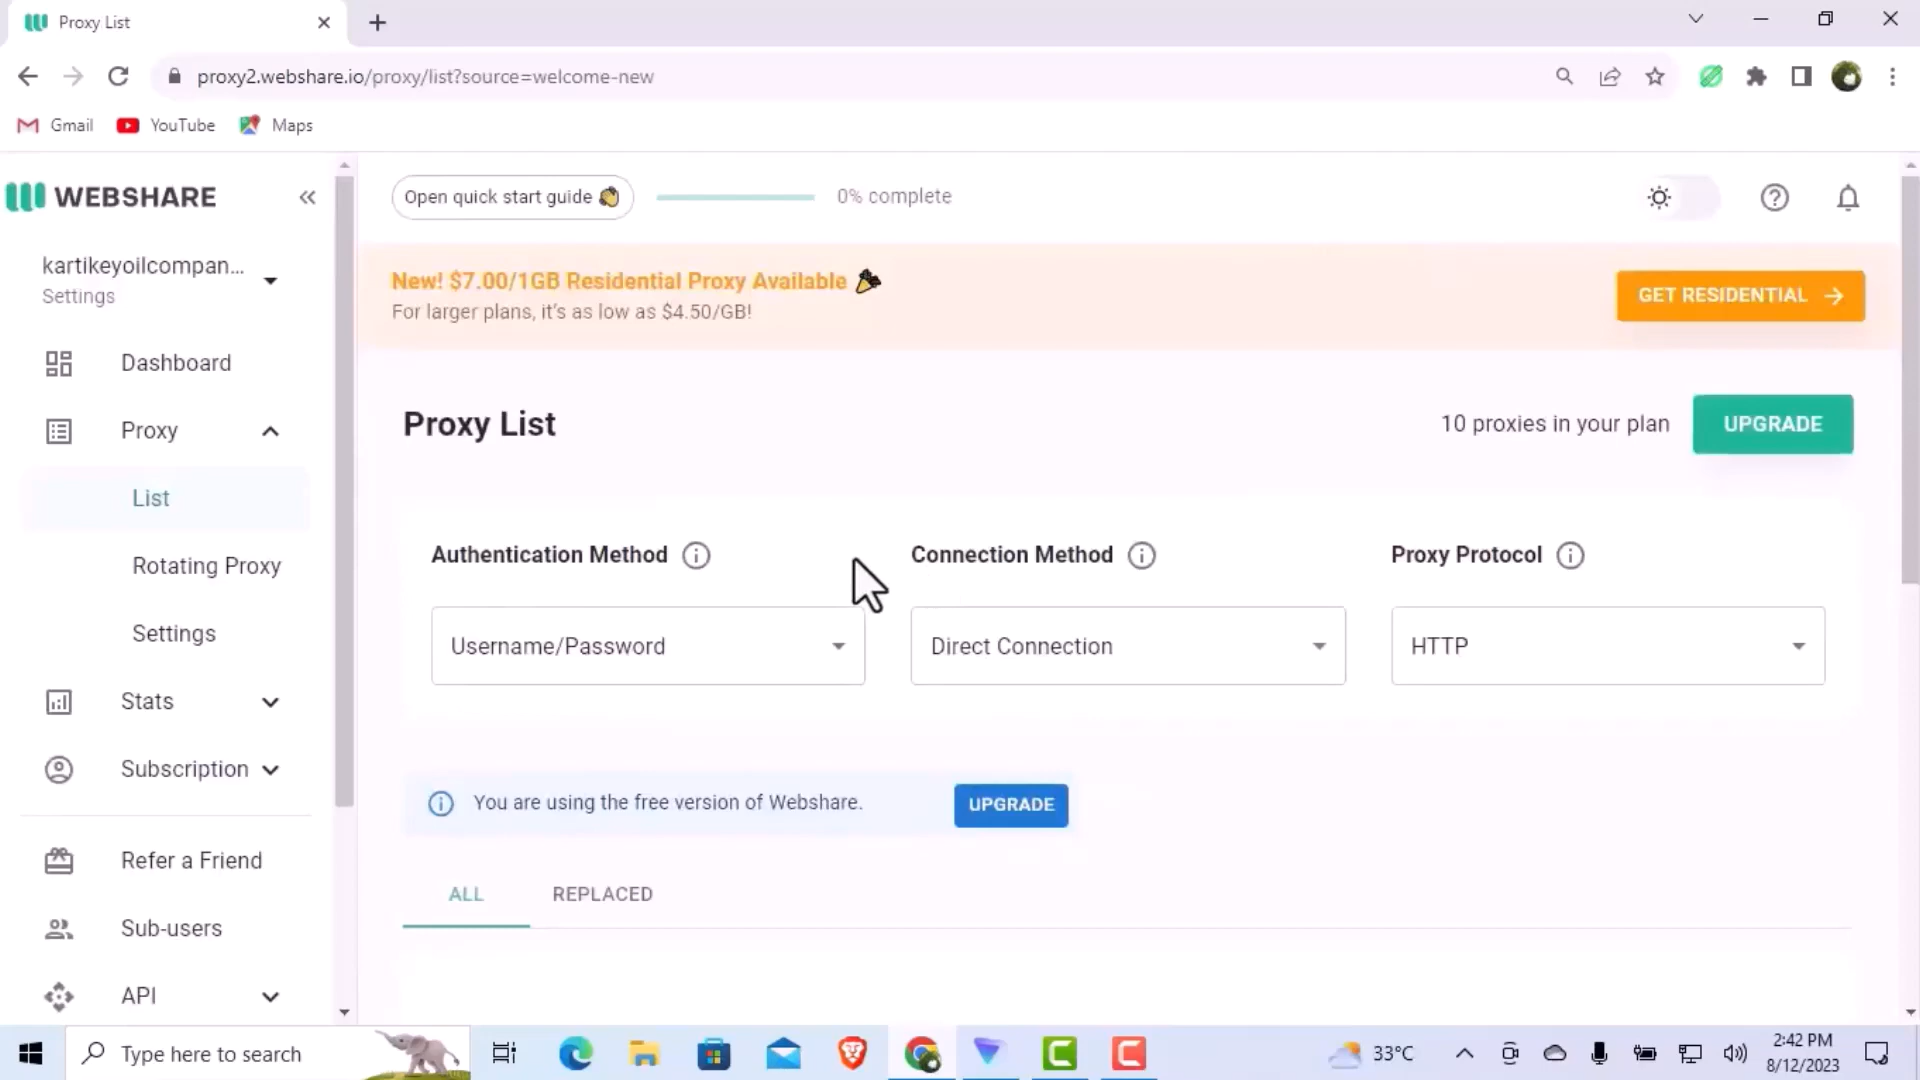 Proxy List
proxy2.webshare.io/proxy/list?source=welcome-new
Gmail
YouTube
Maps
WEBSHARE
Open quick start guide
0% complete
kartikeyoilcompan...
Settings
New! $7.00/1GB Residential Proxy Available
For larger plans, it's as low as $4.50/GB!
GET RESIDENTIAL
Dashboard
Proxy
List
Rotating Proxy
Settings
Stats
Subscription
Refer a Friend
Sub-users
API
Proxy List
10 proxies in your plan
UPGRADE
Authentication Method
Connection Method
Proxy Protocol
Username/Password
Direct Connection
HTTP
You are using the free version of Webshare.
UPGRADE
ALL
REPLACED
Type here to search
33°C
2:42 PM
8/12/2023